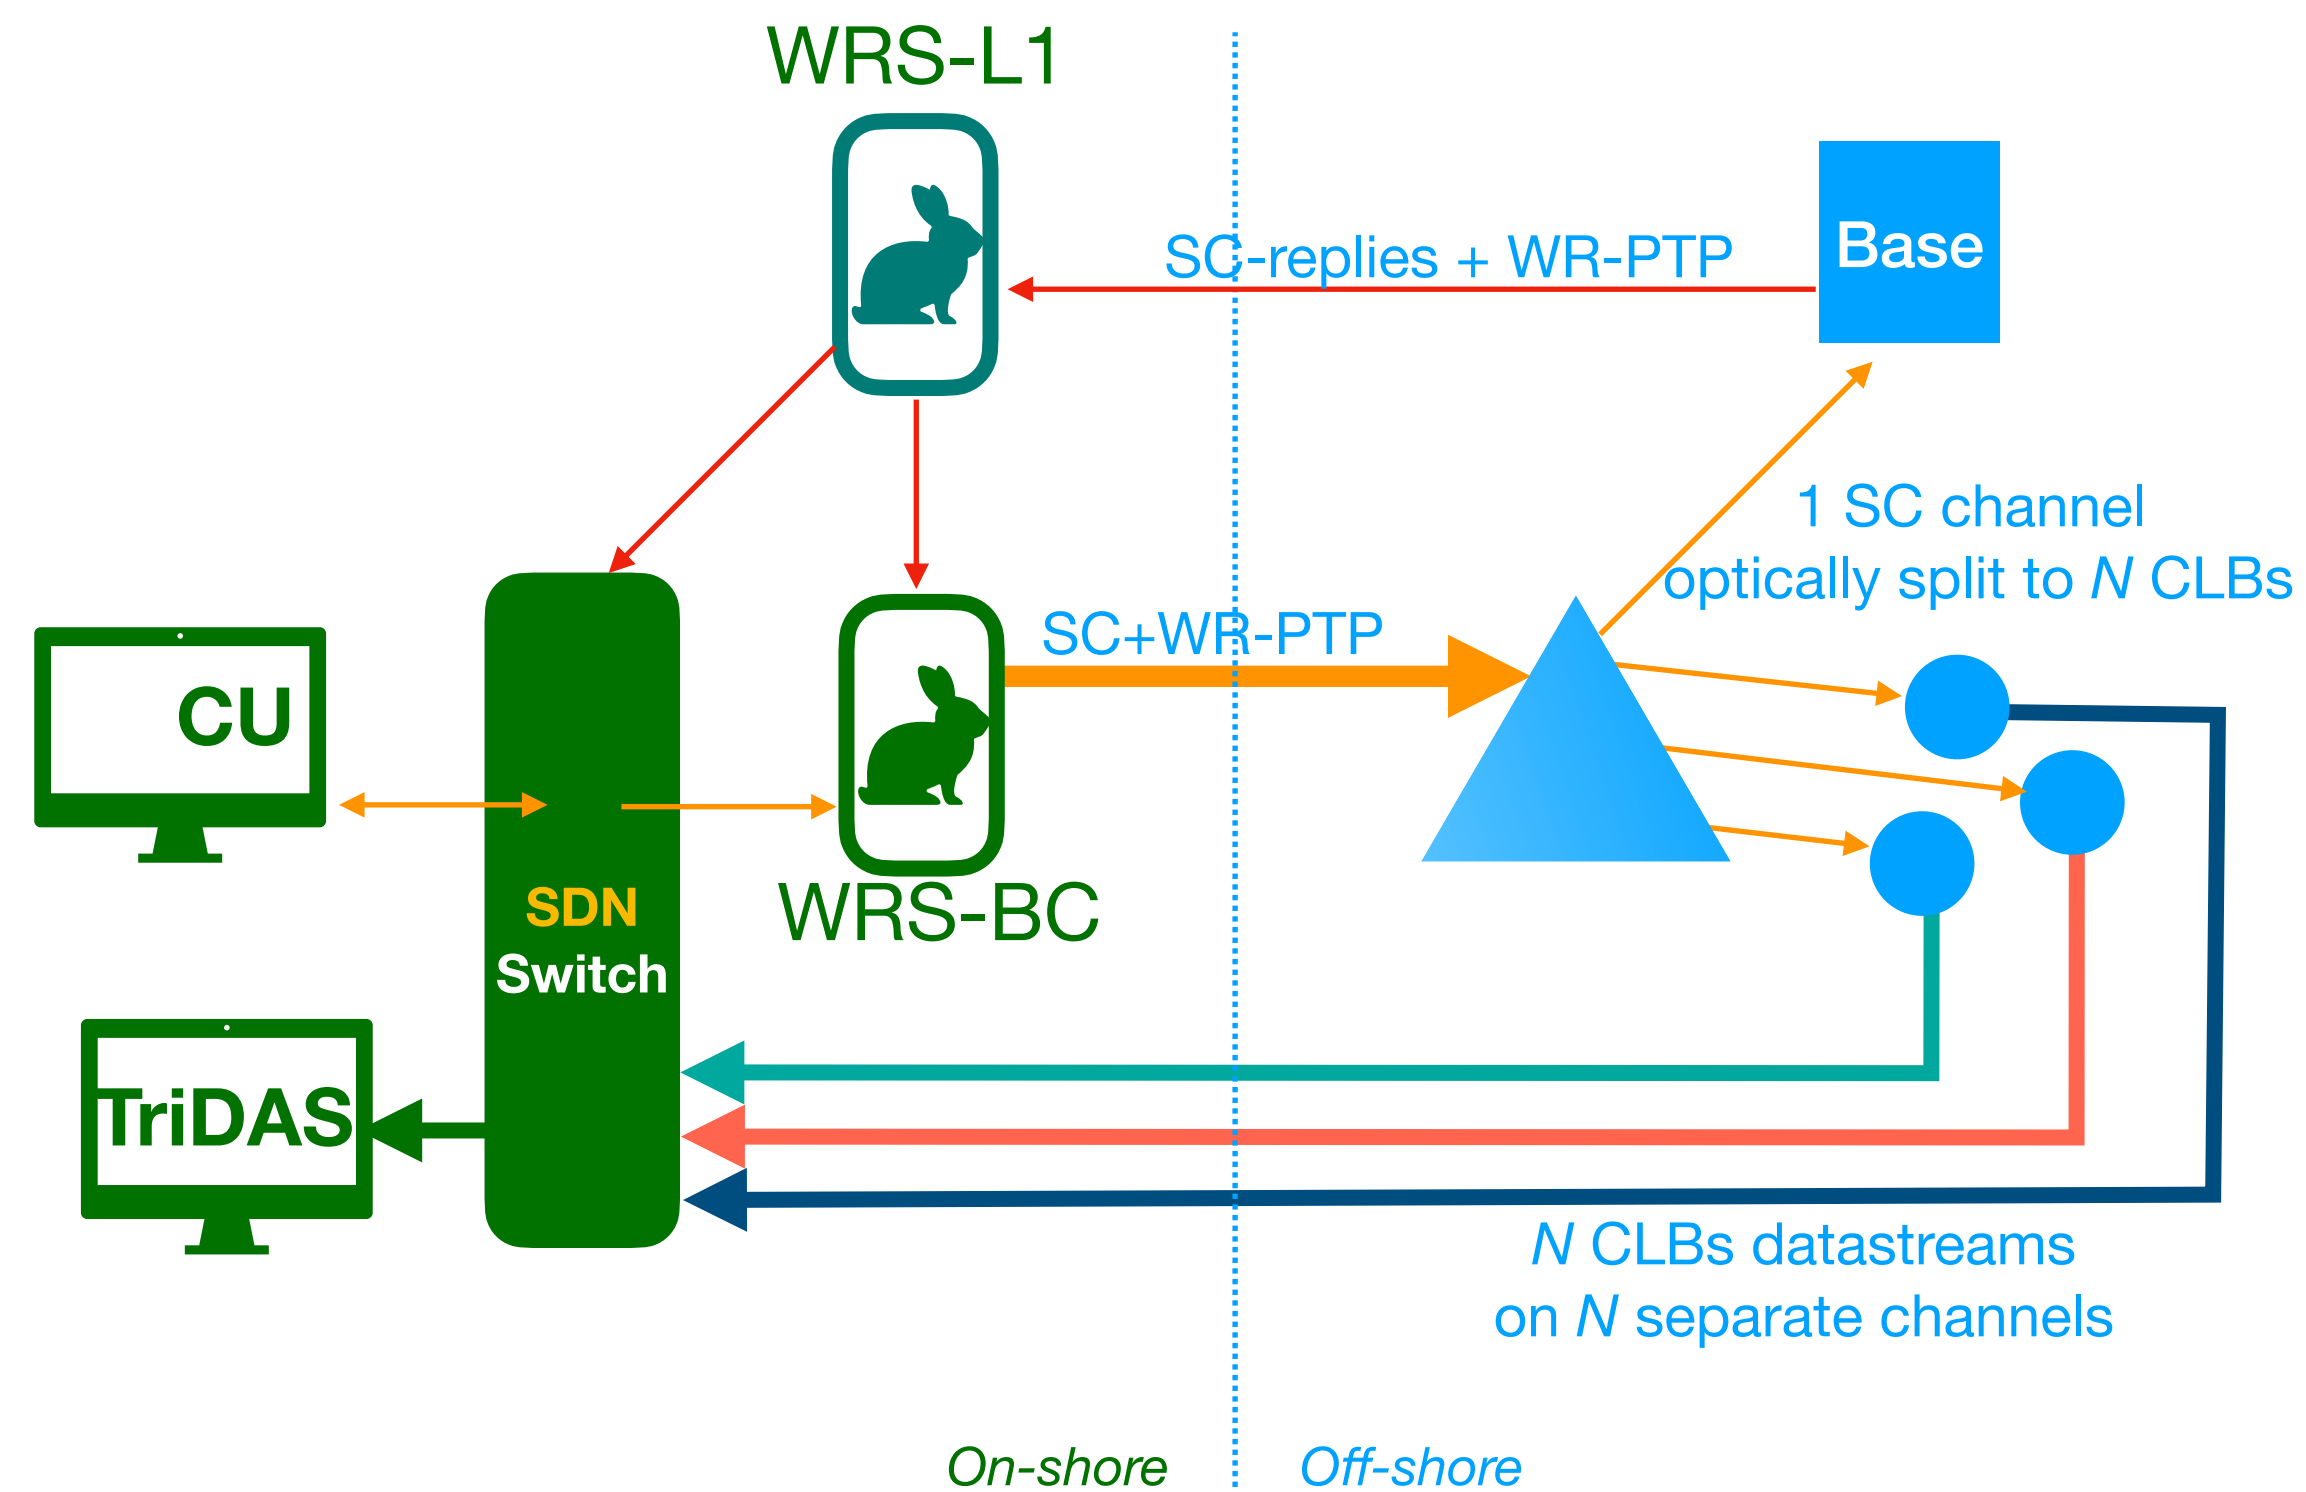 WRS-L1
SC-replies + WR-PTP
Base
1 SC channel
optically split to N CLBs
SC+WR-PTP
CU
SDN
Switch
WRS-BC
TriDAS
N CLBs datastreams
on N separate channels
On-shore
Off-shore